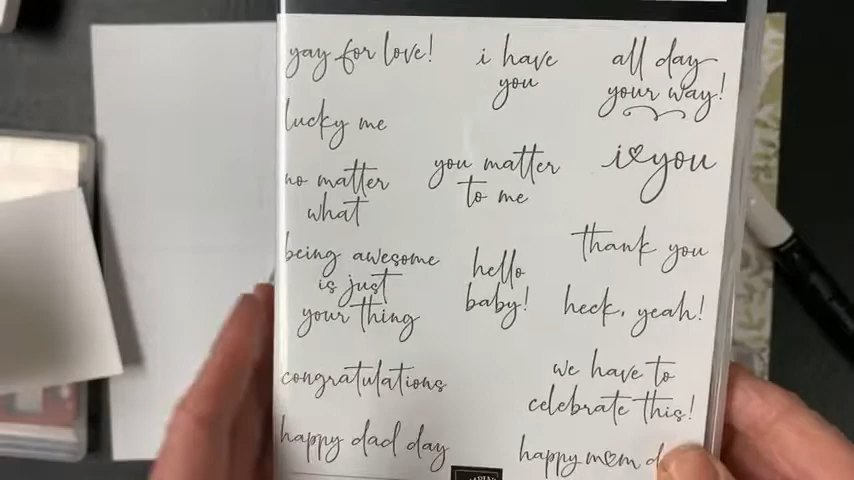 yay for love!
i have
you
all day
your way!
lucky me
no matter
what
you matter
to me
i you
thank you
being awesome
is just
your thing
hello
baby!
heck, yeah!
congratulations
we have to
celebrate this!
happy dad day
happy mom d